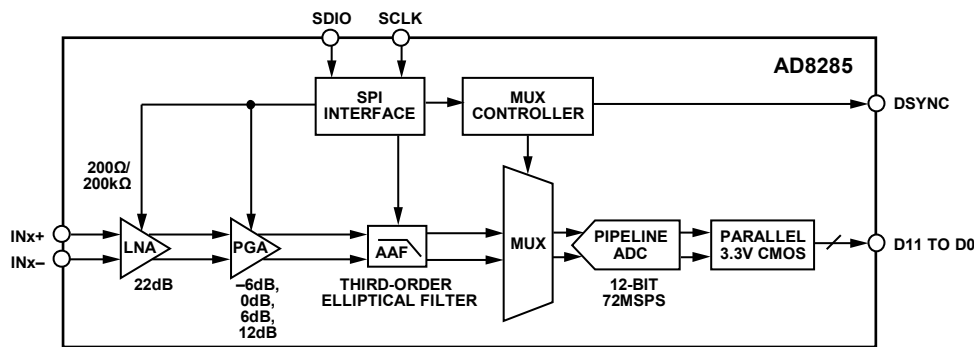 SDIO
SCLK
AD8285
SPI
INTERFACE
MUX
CONTROLLER
DSYNC
200Ω/
200kΩ
INx+
INx–
LNA
PGA
AAF
MUX
PIPELINE
ADC
PARALLEL
3.3V CMOS
D11 TO D0
22dB
–6dB,
0dB,
6dB,
12dB
THIRD-ORDER
ELLIPTICAL FILTER
12-BIT
72MSPS